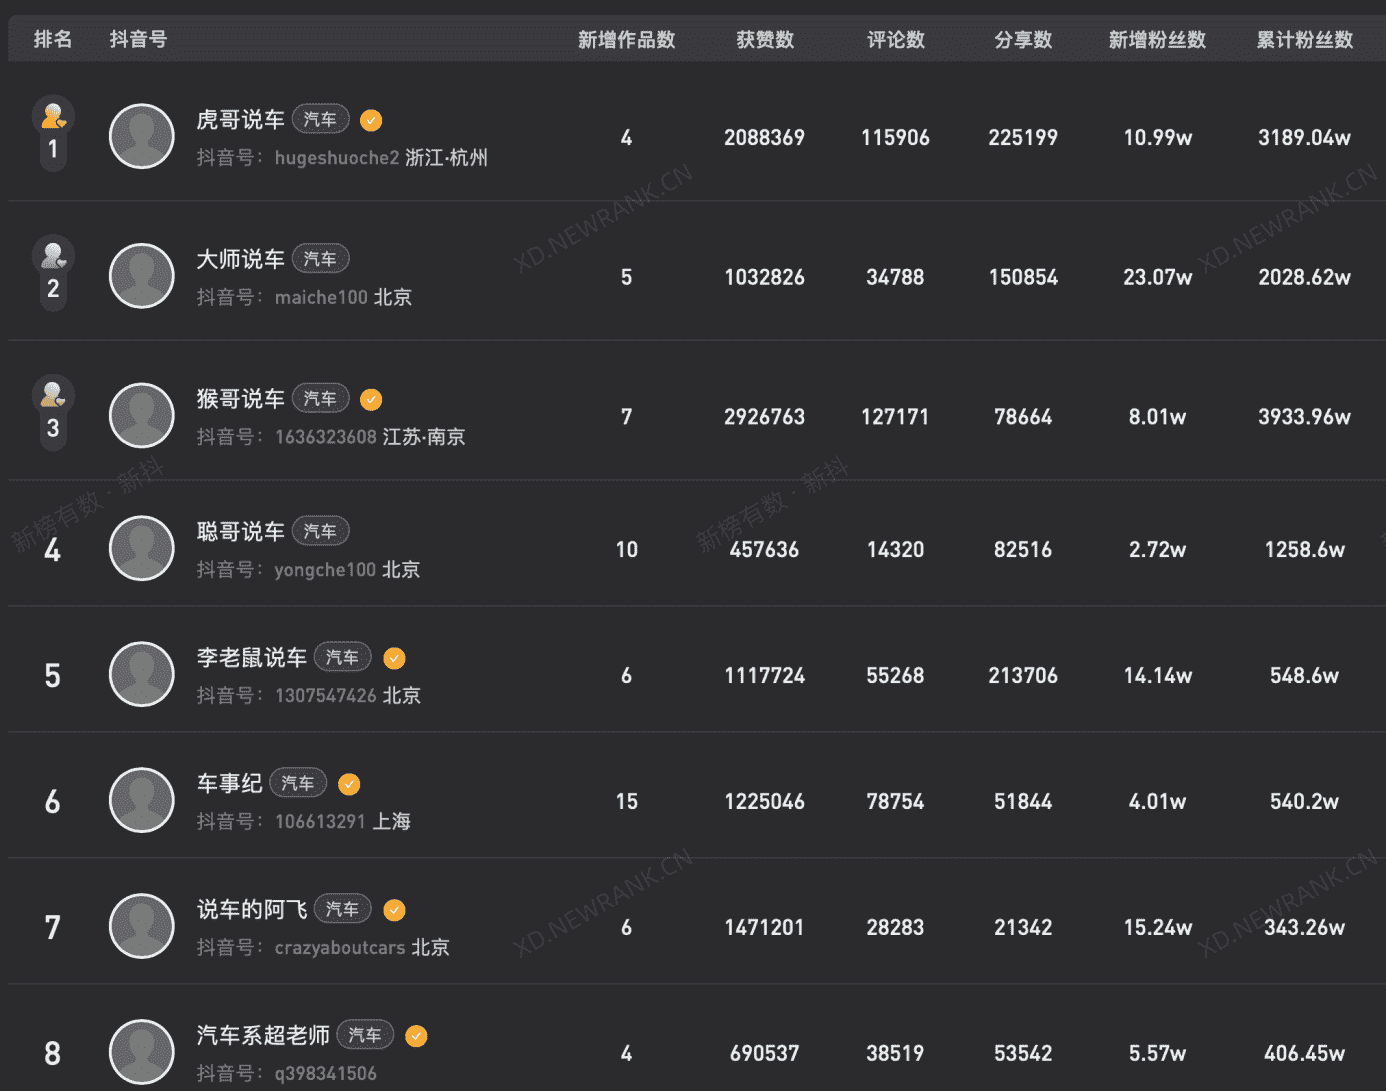 排名 抖音号 新增作品数 获赞数 评论数 分享数 新增粉丝数 累计粉丝数
虎哥说车 汽车
1 抖音号：hugeshuoche2 浙江·杭州 4 2088369 115906 225199 10.99w 3189.04w
大师说车 汽车
2 抖音号：maiche100 北京 5 1032826 34788 150854 23.07w 2028.62w
猴哥说车 汽车
3 抖音号：1636323608 江苏·南京 7 2926763 127171 78664 8.01w 3933.96w
聪哥说车 汽车
4 抖音号：yongche100 北京 10 457636 14320 82516 2.72w 1258.6w
李老鼠说车 汽车
5 抖音号：1307547426 北京 6 1117724 55268 213706 14.14w 548.6w
车事纪 汽车
6 抖音号：106613291 上海 15 1225046 78754 51844 4.01w 540.2w
说车的阿飞 汽车
7 抖音号：crazyaboutcars 北京 6 1471201 28283 21342 15.24w 343.26w
汽车系超老师 汽车
8 抖音号：q398341506 4 690537 38519 53542 5.57w 406.45w
XD.NEWRANK.CN
XD.NEWRANK.CN
新榜有数·新抖
新榜有数·新抖
XD.NEWRANK.CN
XD.NEWRANK.CN